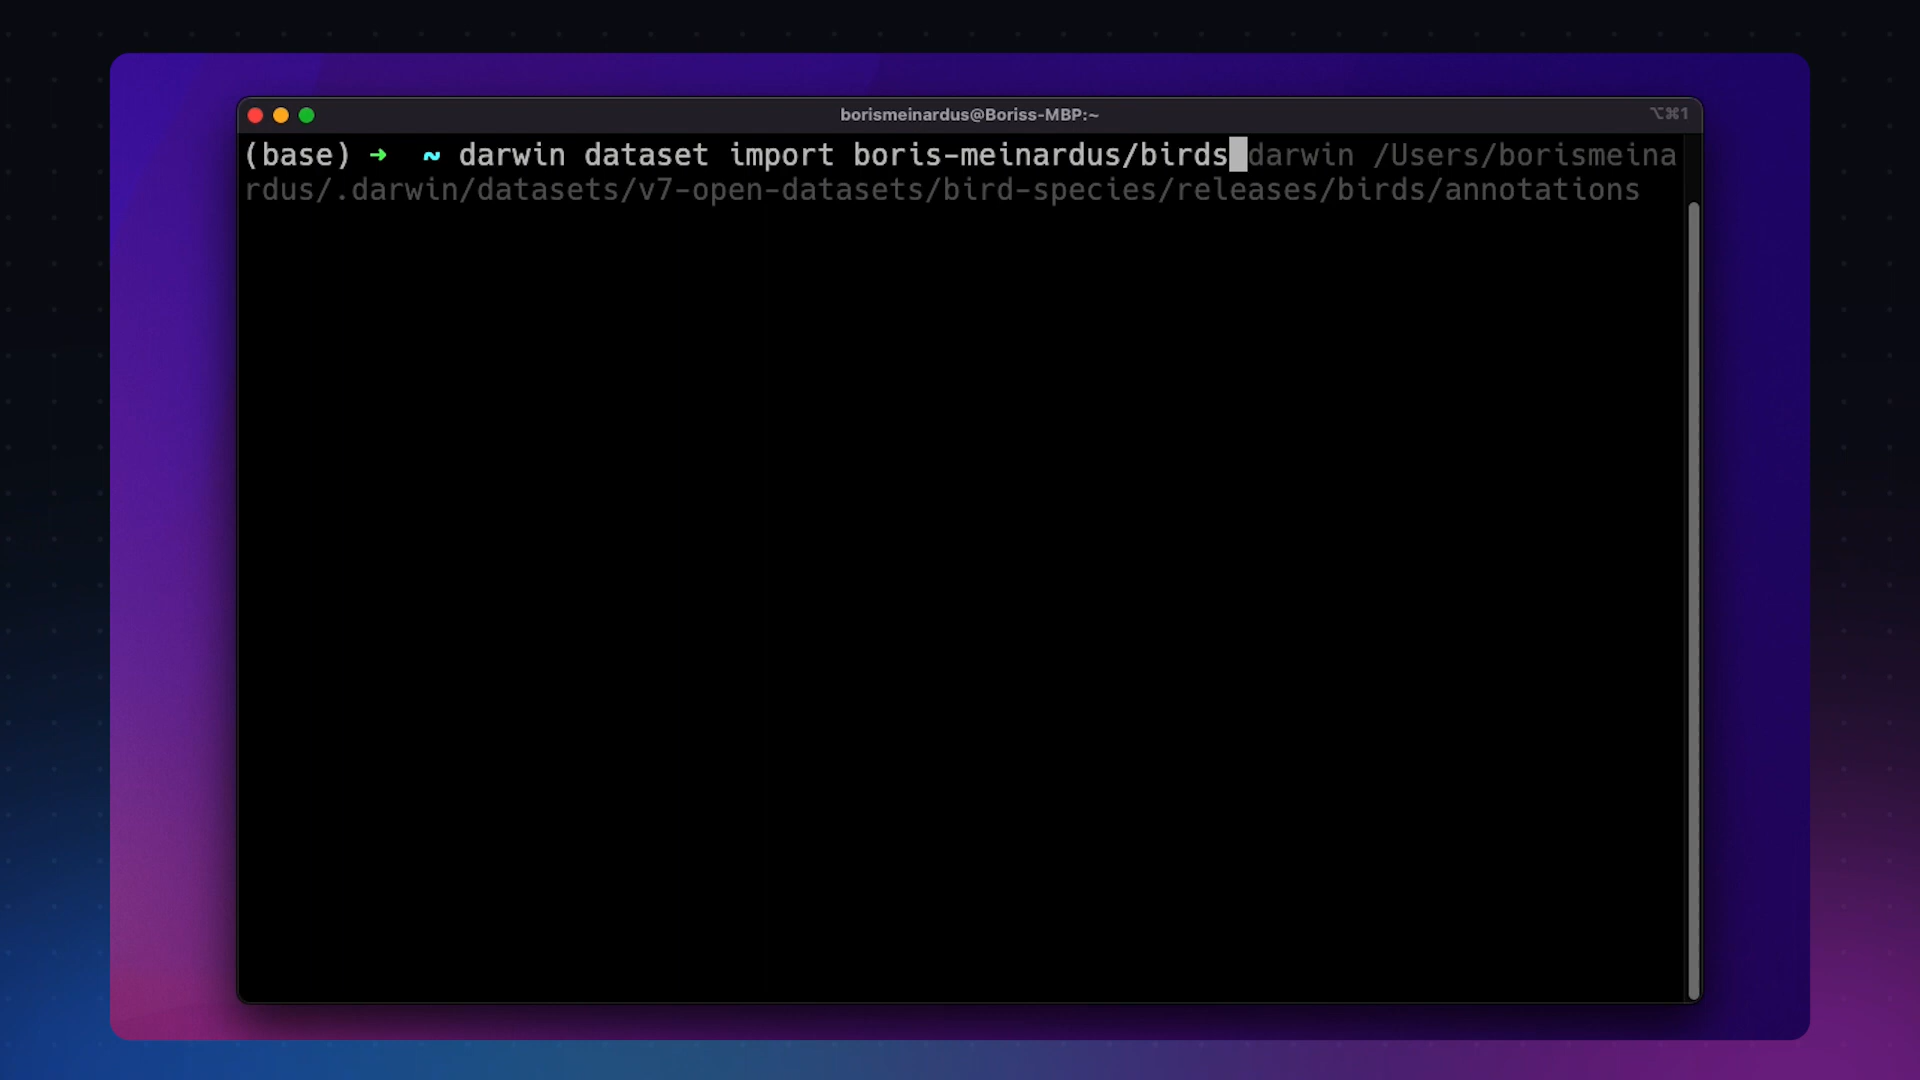 borismeinardus@Boriss-MBP:~
⌥⌘1
(base) ➜ ~ darwin dataset import boris-meinardus/birds darwin /Users/borismeina
rdus/.darwin/datasets/v7-open-datasets/bird-species/releases/birds/annotations